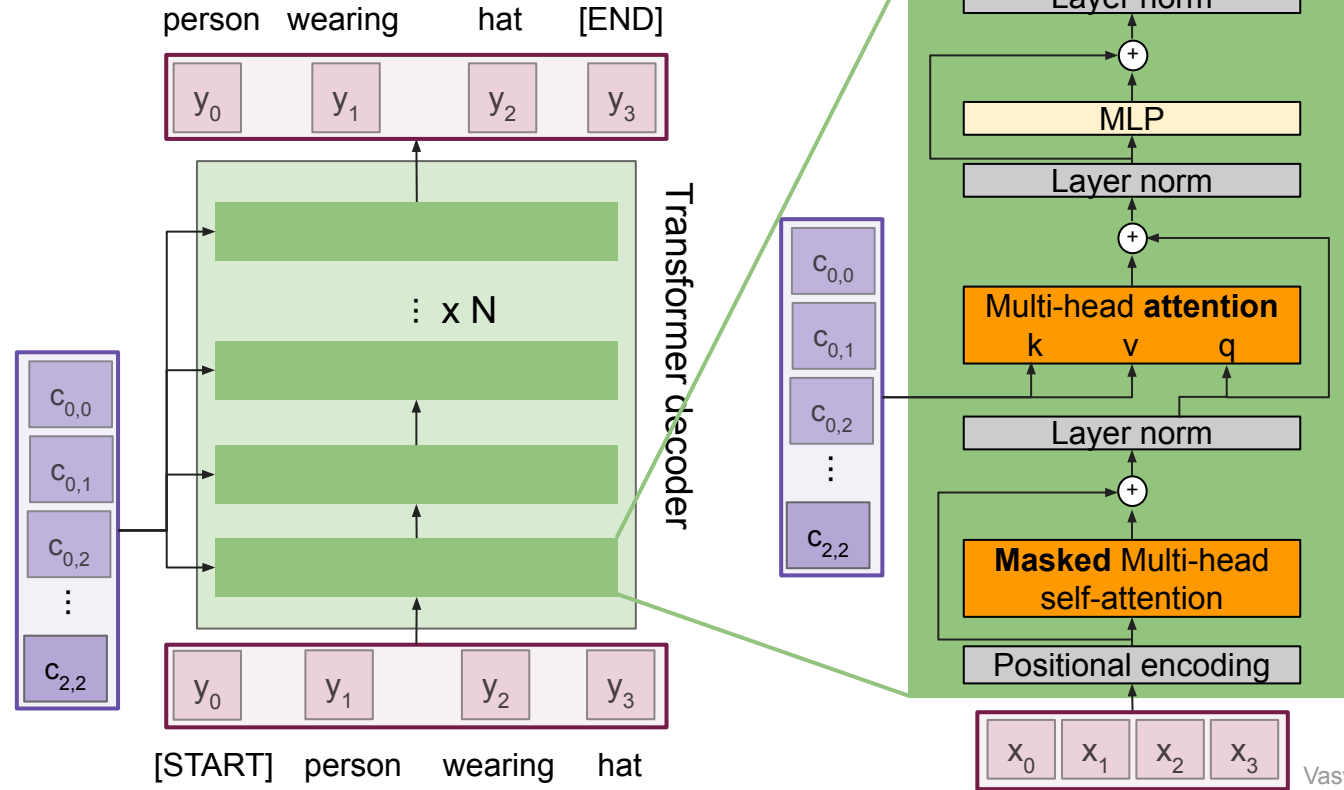 person wearing hat [END]
y0 y1 y2 y3
⋮ x N
Transformer decoder
c0,0
c0,1
c0,2
⋮
c2,2
y0 y1 y2 y3
[START] person wearing hat
c0,0
c0,1
c0,2
⋮
c2,2
Layer norm
+
MLP
Layer norm
+
Multi-head attention
k v q
Layer norm
+
Masked Multi-head
self-attention
Positional encoding
x0 x1 x2 x3
Vas